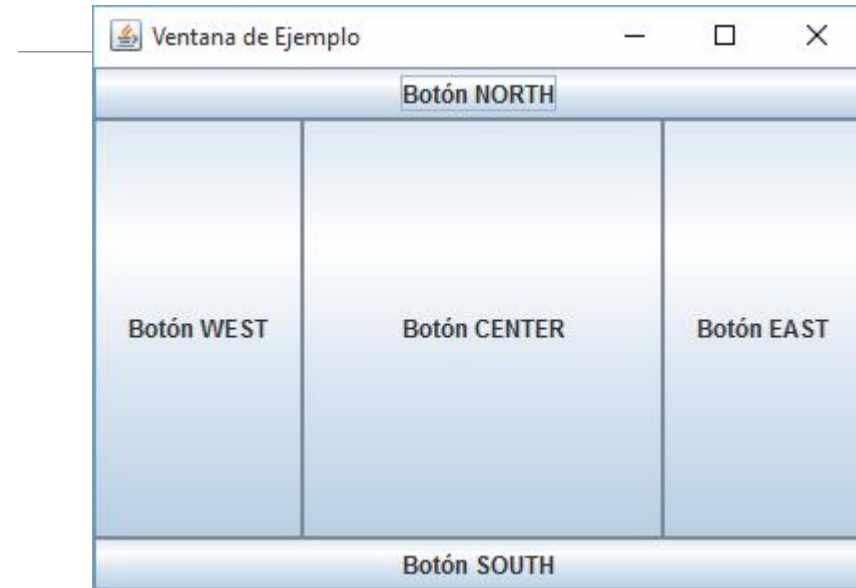 Ventana de Ejemplo
Botón NORTH
Botón WEST
Botón CENTER
Botón EAST
Botón SOUTH